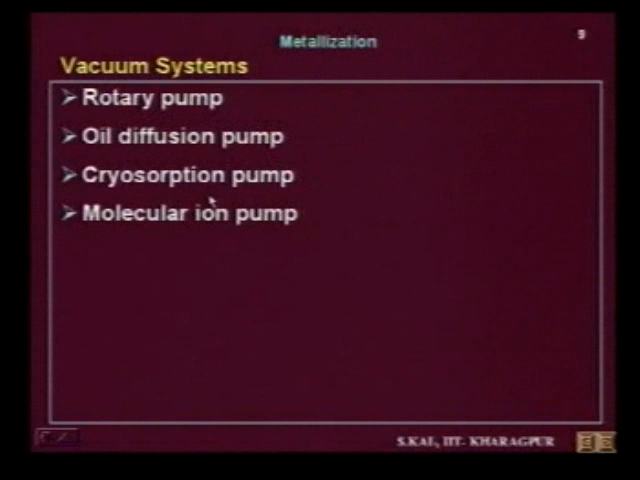 Metallization
9
Vacuum Systems
➢ Rotary pump
➢ Oil diffusion pump
➢ Cryosorption pump
➢ Molecular ion pump
S.KAL, IIT- KHARAGPUR